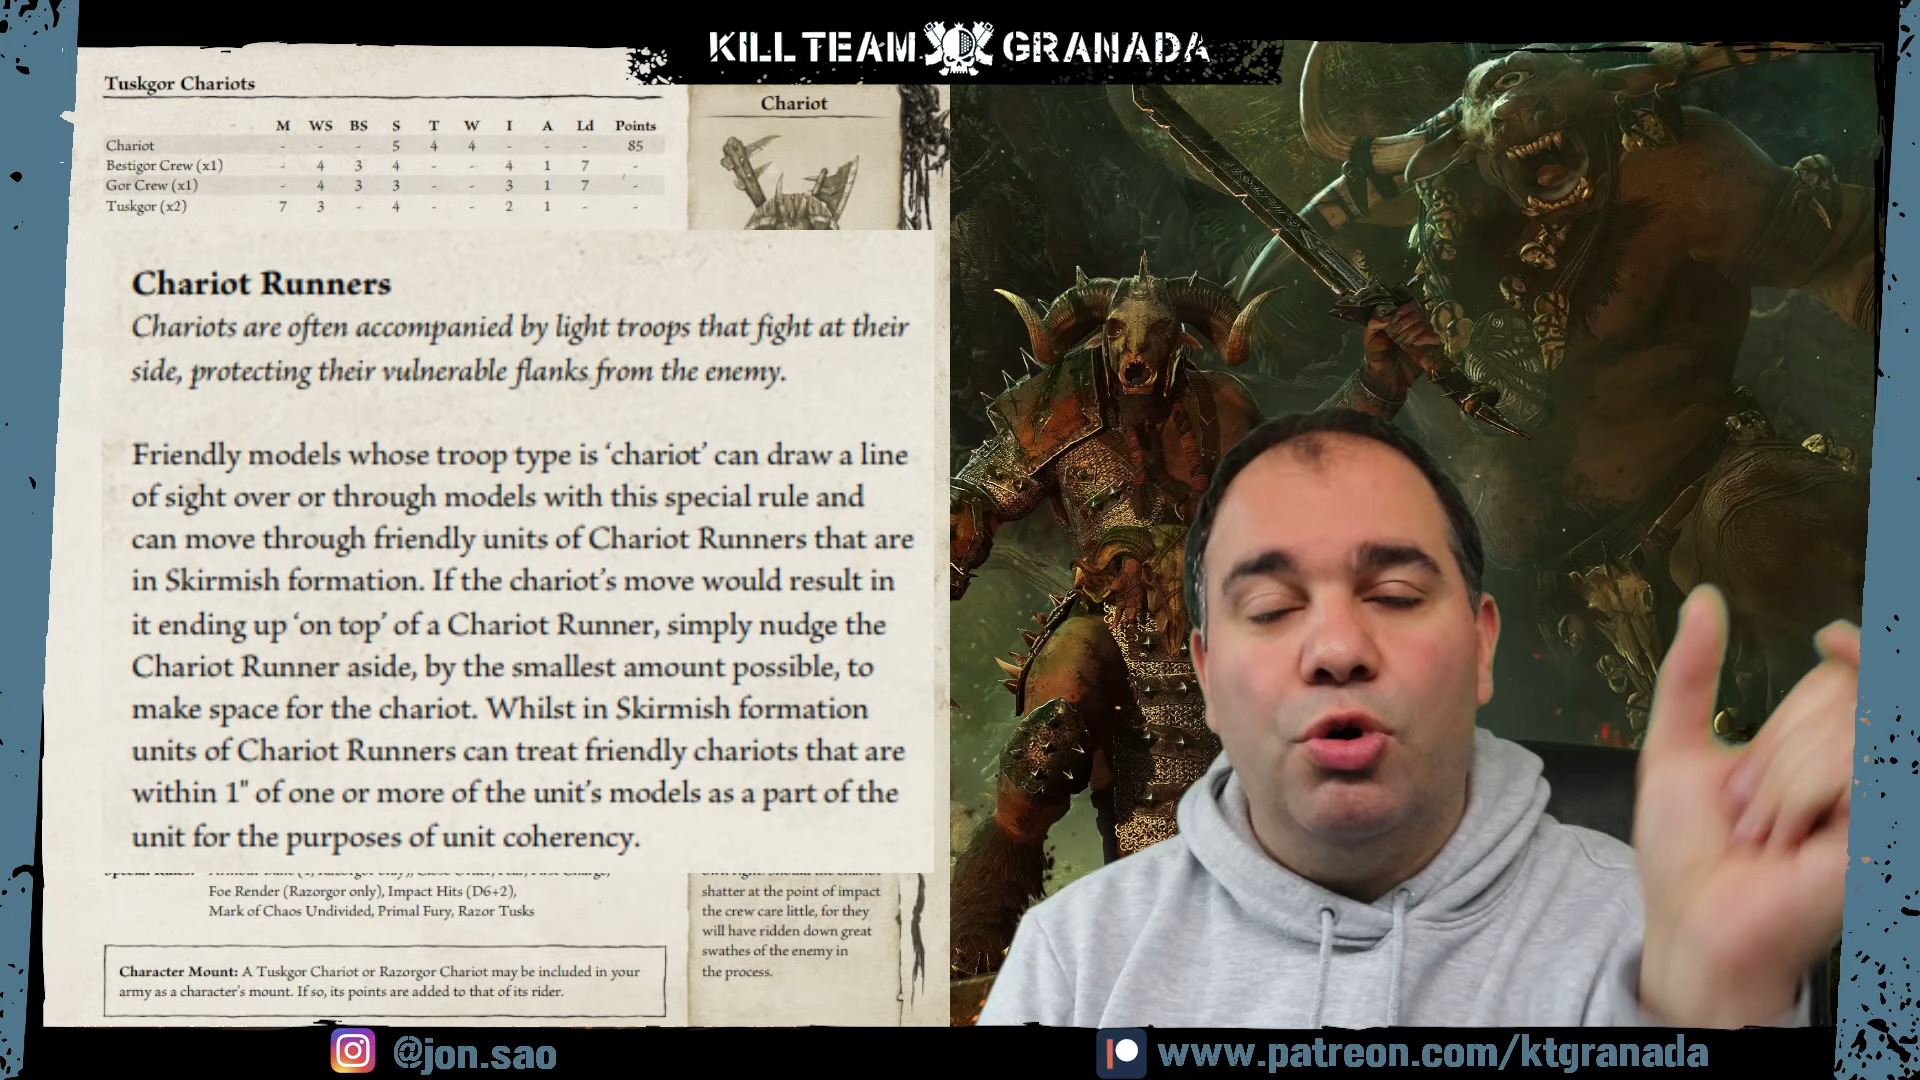 KILL TEAM GRANADA
Tuskgor Chariots
M WS BS S T W I A Ld Points
Chariot - - - 5 4 4 - - - 85
Bestigor Crew (x1) - 4 3 4 - - 4 1 7 -
Gor Crew (x1) - 4 3 3 - - 3 1 7 -
Tuskgor (x2) 7 3 - 4 - - 2 1 - -
Chariot
Chariot Runners
Chariots are often accompanied by light troops that fight at their
side, protecting their vulnerable flanks from the enemy.
Friendly models whose troop type is ‘chariot’ can draw a line
of sight over or through models with this special rule and
can move through friendly units of Chariot Runners that are
in Skirmish formation. If the chariot’s move would result in
it ending up ‘on top’ of a Chariot Runner, simply nudge the
Chariot Runner aside, by the smallest amount possible, to
make space for the chariot. Whilst in Skirmish formation
units of Chariot Runners can treat friendly chariots that are
within 1" of one or more of the unit’s models as a part of the
unit for the purposes of unit coherency.
Foe Render (Razorgor only), Impact Hits (D6+2),
Mark of Chaos Undivided, Primal Fury, Razor Tusks
Character Mount: A Tuskgor Chariot or Razorgor Chariot may be included in your
army as a character’s mount. If so, its points are added to that of its rider.
shatter at the point of impact
the crew care little, for they
will have ridden down great
swathes of the enemy in
the process.
@jon.sao
www.patreon.com/ktgranada